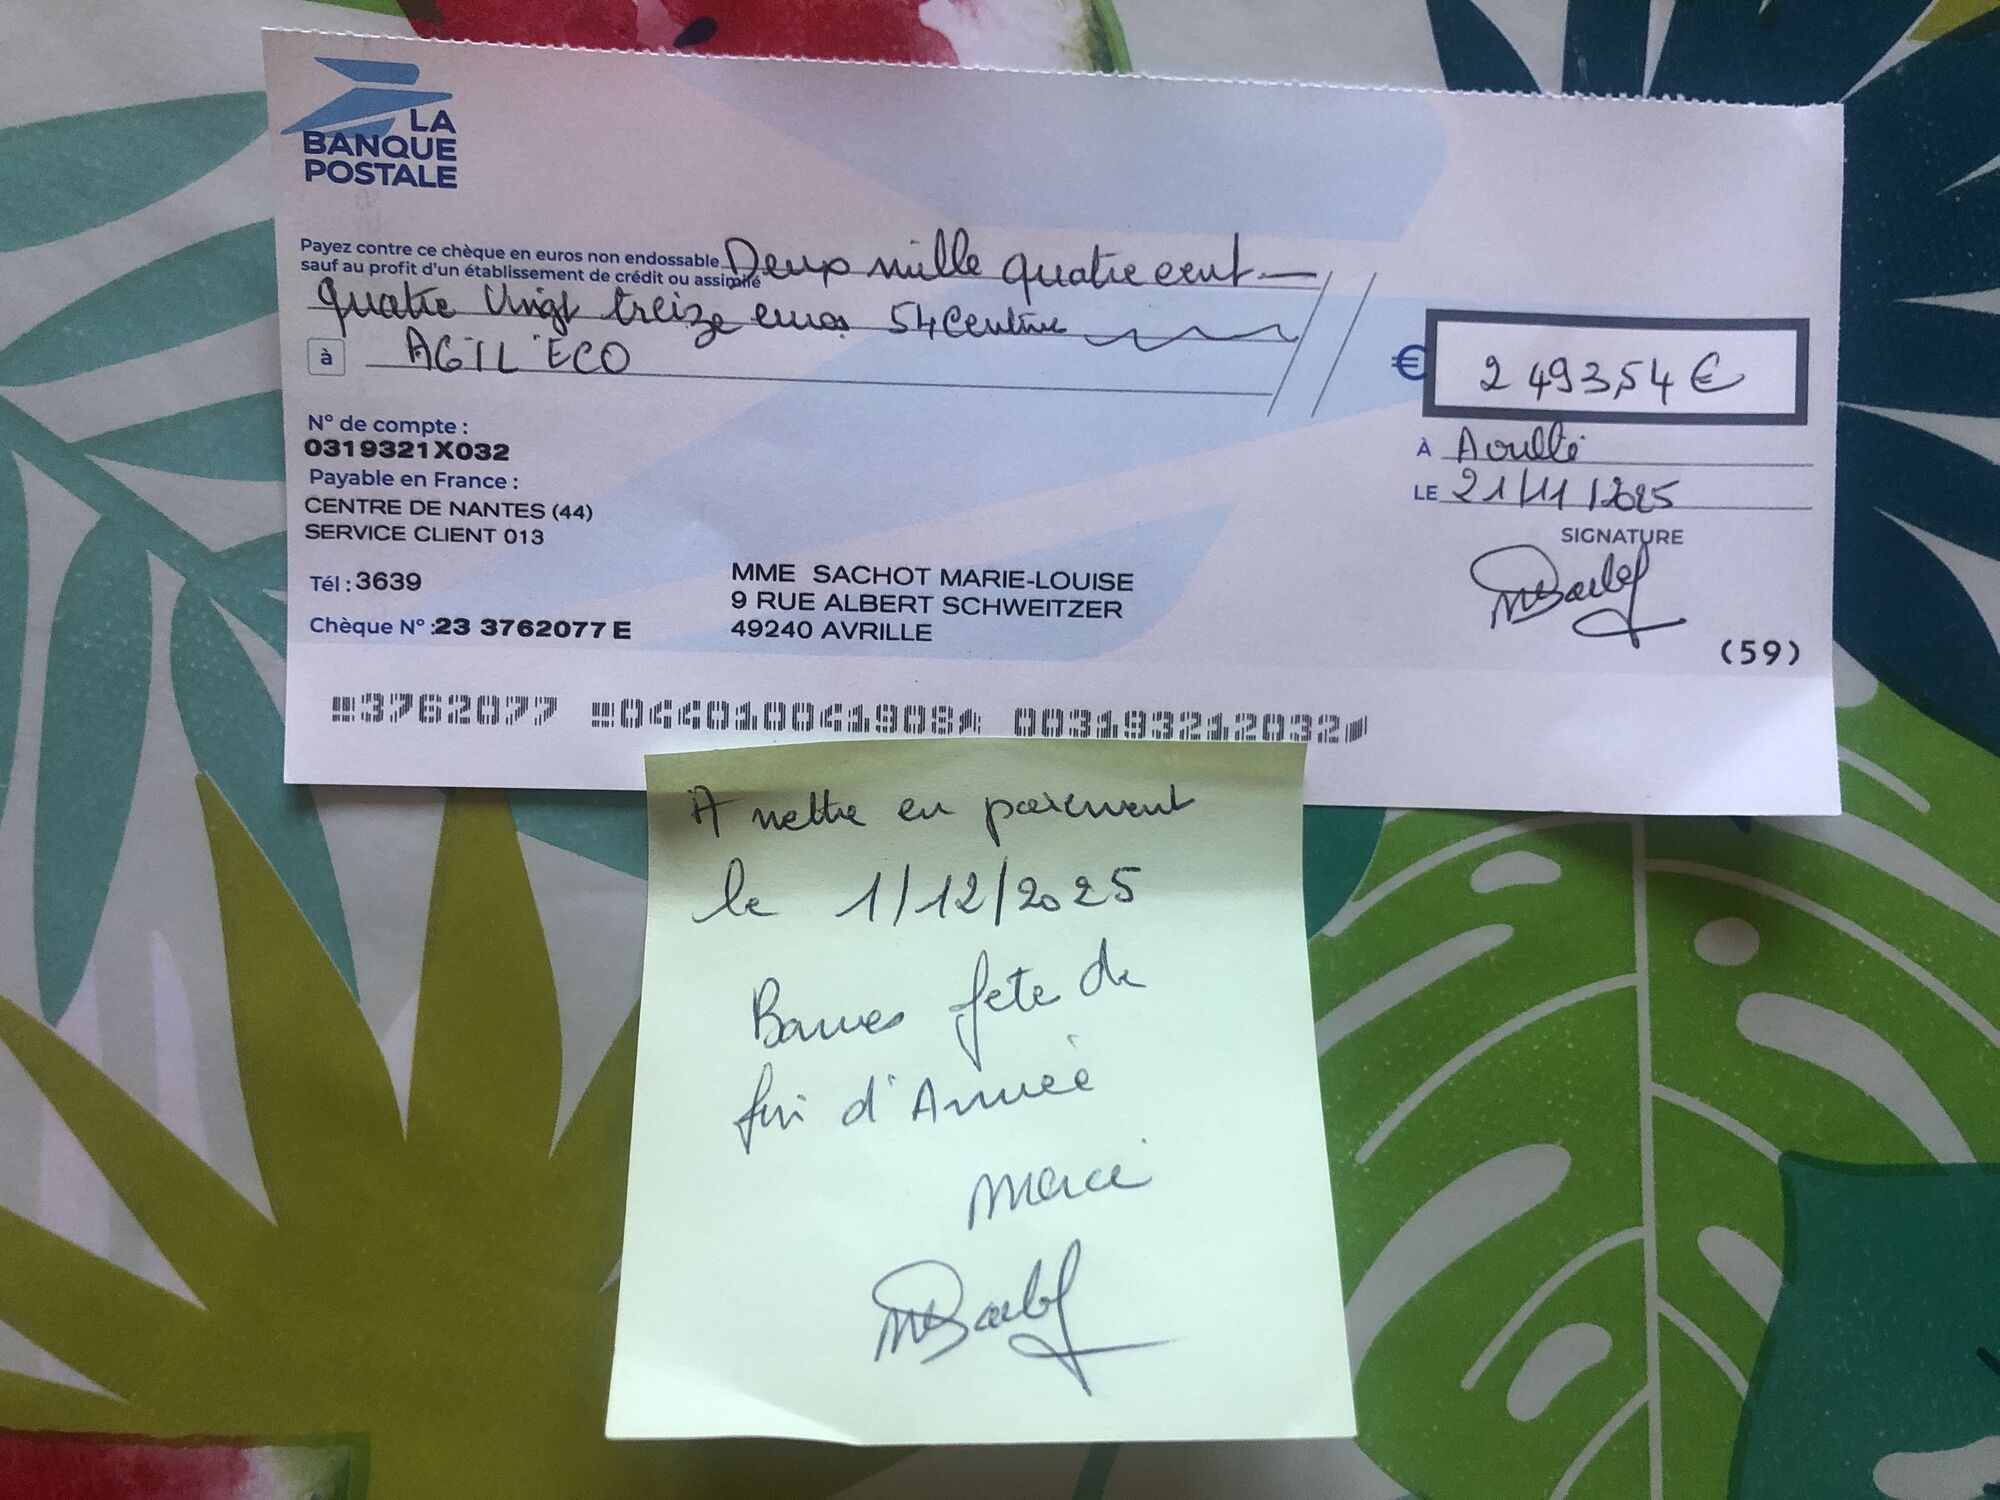 LA
BANQUE
POSTALE
Payez contre ce chèque en euros non endossable
sauf au profit d'un établissement de crédit ou assimilé
Deux mille quatre cent
quatre vingt treize euros 54 Centime
à AGIL'ECO
€ 2493,54 €
N° de compte :
0319321X032
Payable en France :
CENTRE DE NANTES (44)
SERVICE CLIENT 013
Tél : 3639
Chèque N° : 23 3762077 E
MME SACHOT MARIE-LOUISE
9 RUE ALBERT SCHWEITZER
49240 AVRILLE
À Avrillé
LE 21/11/2025
SIGNATURE
(59)
3762077 044010041908 003193212032
A mettre en paiement
le 1/12/2025
Bonnes fête de
fin d'Année
Merci